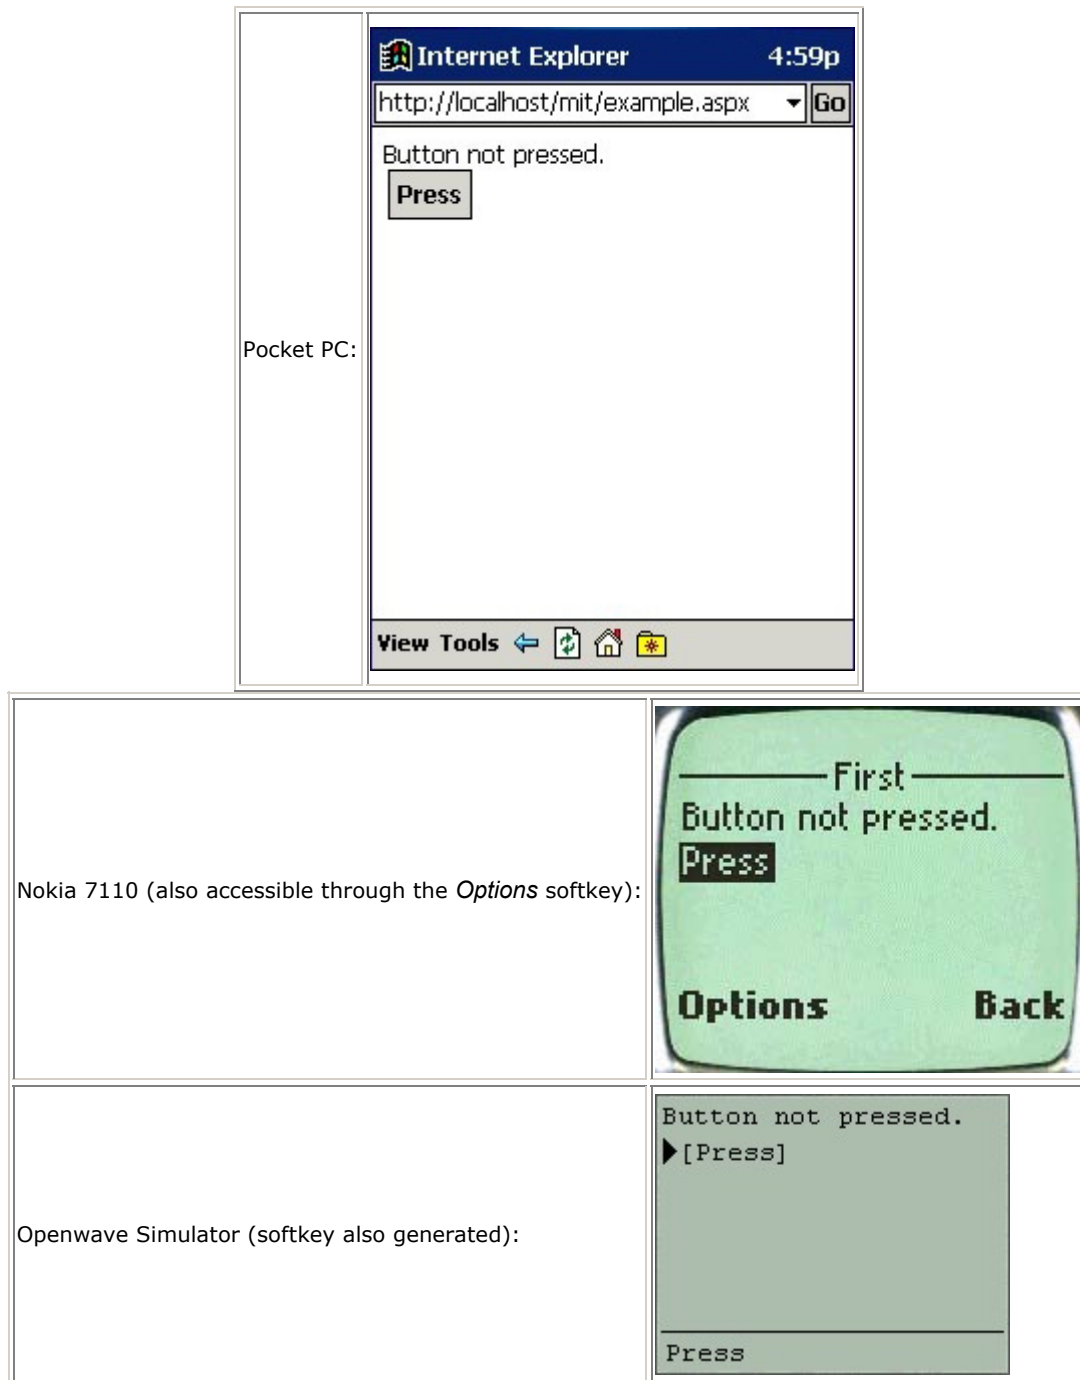 Internet Explorer 4:59p
http://localhost/mit/example.aspx Go
Button not pressed.
Press
Pocket PC:
View Tools
First
Button not pressed.
Press
Nokia 7110 (also accessible through the Options softkey):
Options Back
Button not pressed.
[Press]
Openwave Simulator (softkey also generated):
Press